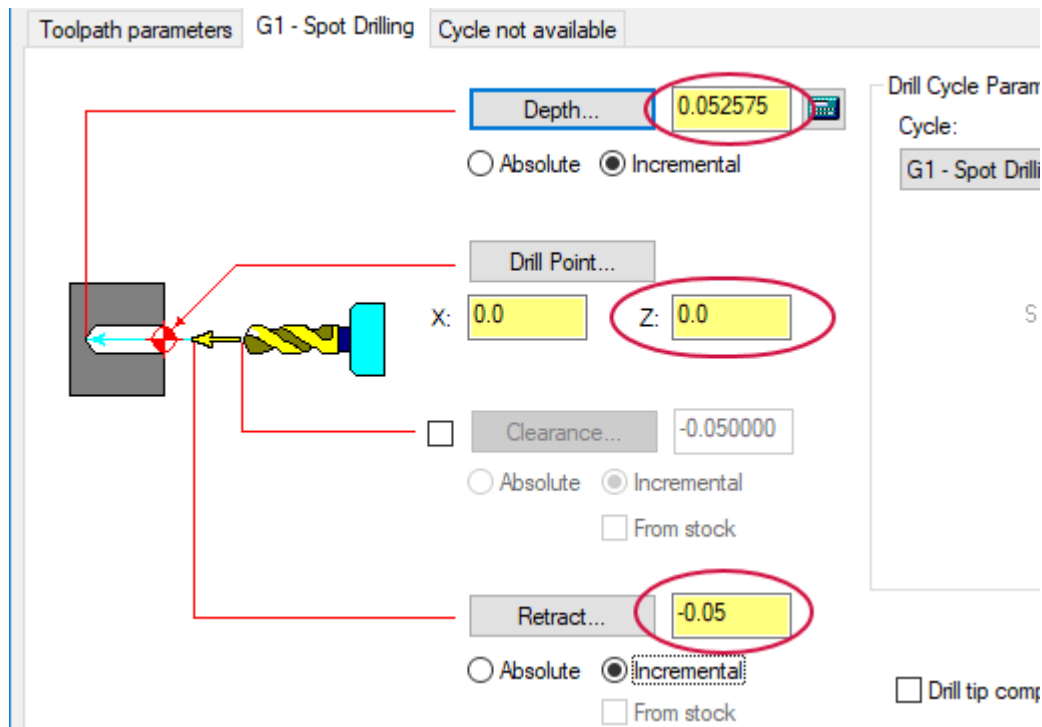 Toolpath parameters G1 - Spot Drilling Cycle not available
Depth... 0.052575
Absolute Incremental
Drill Cycle Param
Cycle:
G1 - Spot Drilli
Drill Point...
X: 0.0 Z: 0.0
S
Clearance... -0.050000
Absolute Incremental
From stock
Retract... -0.05
Absolute Incremental
From stock
Drill tip comp